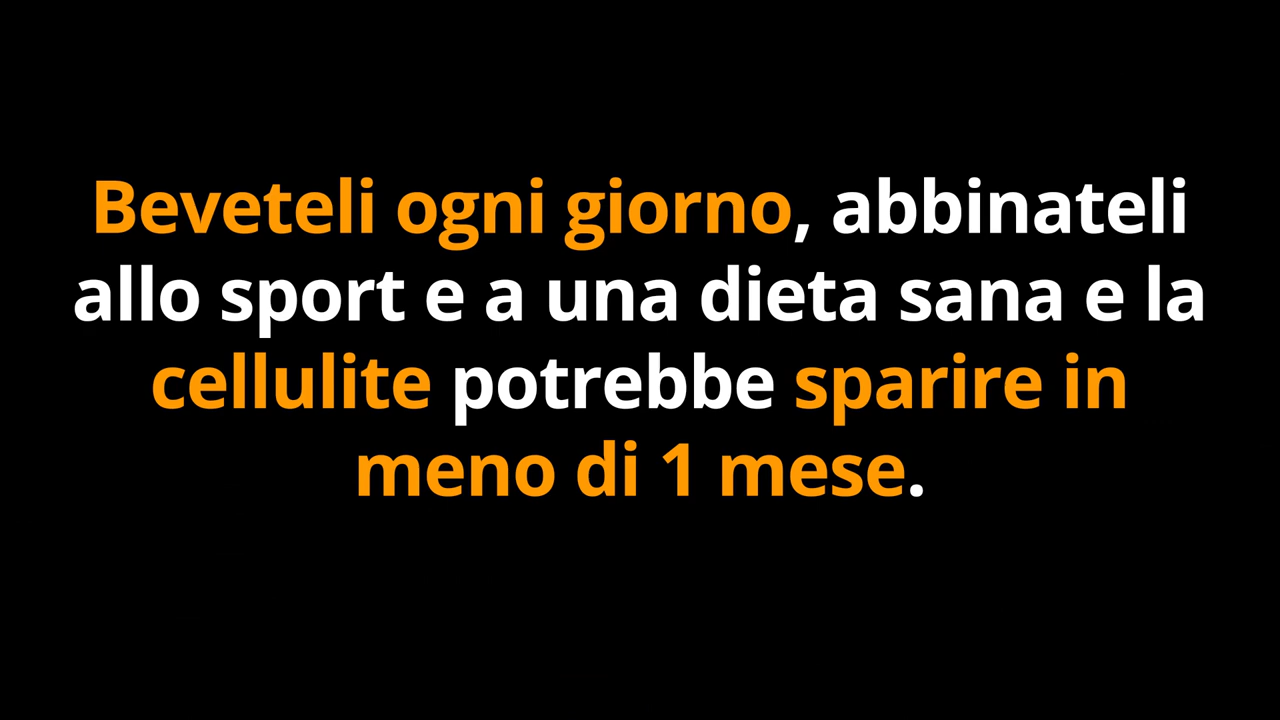 Beveteli ogni giorno, abbinateli
allo sport e a una dieta sana e la
cellulite potrebbe sparire in
meno di 1 mese.